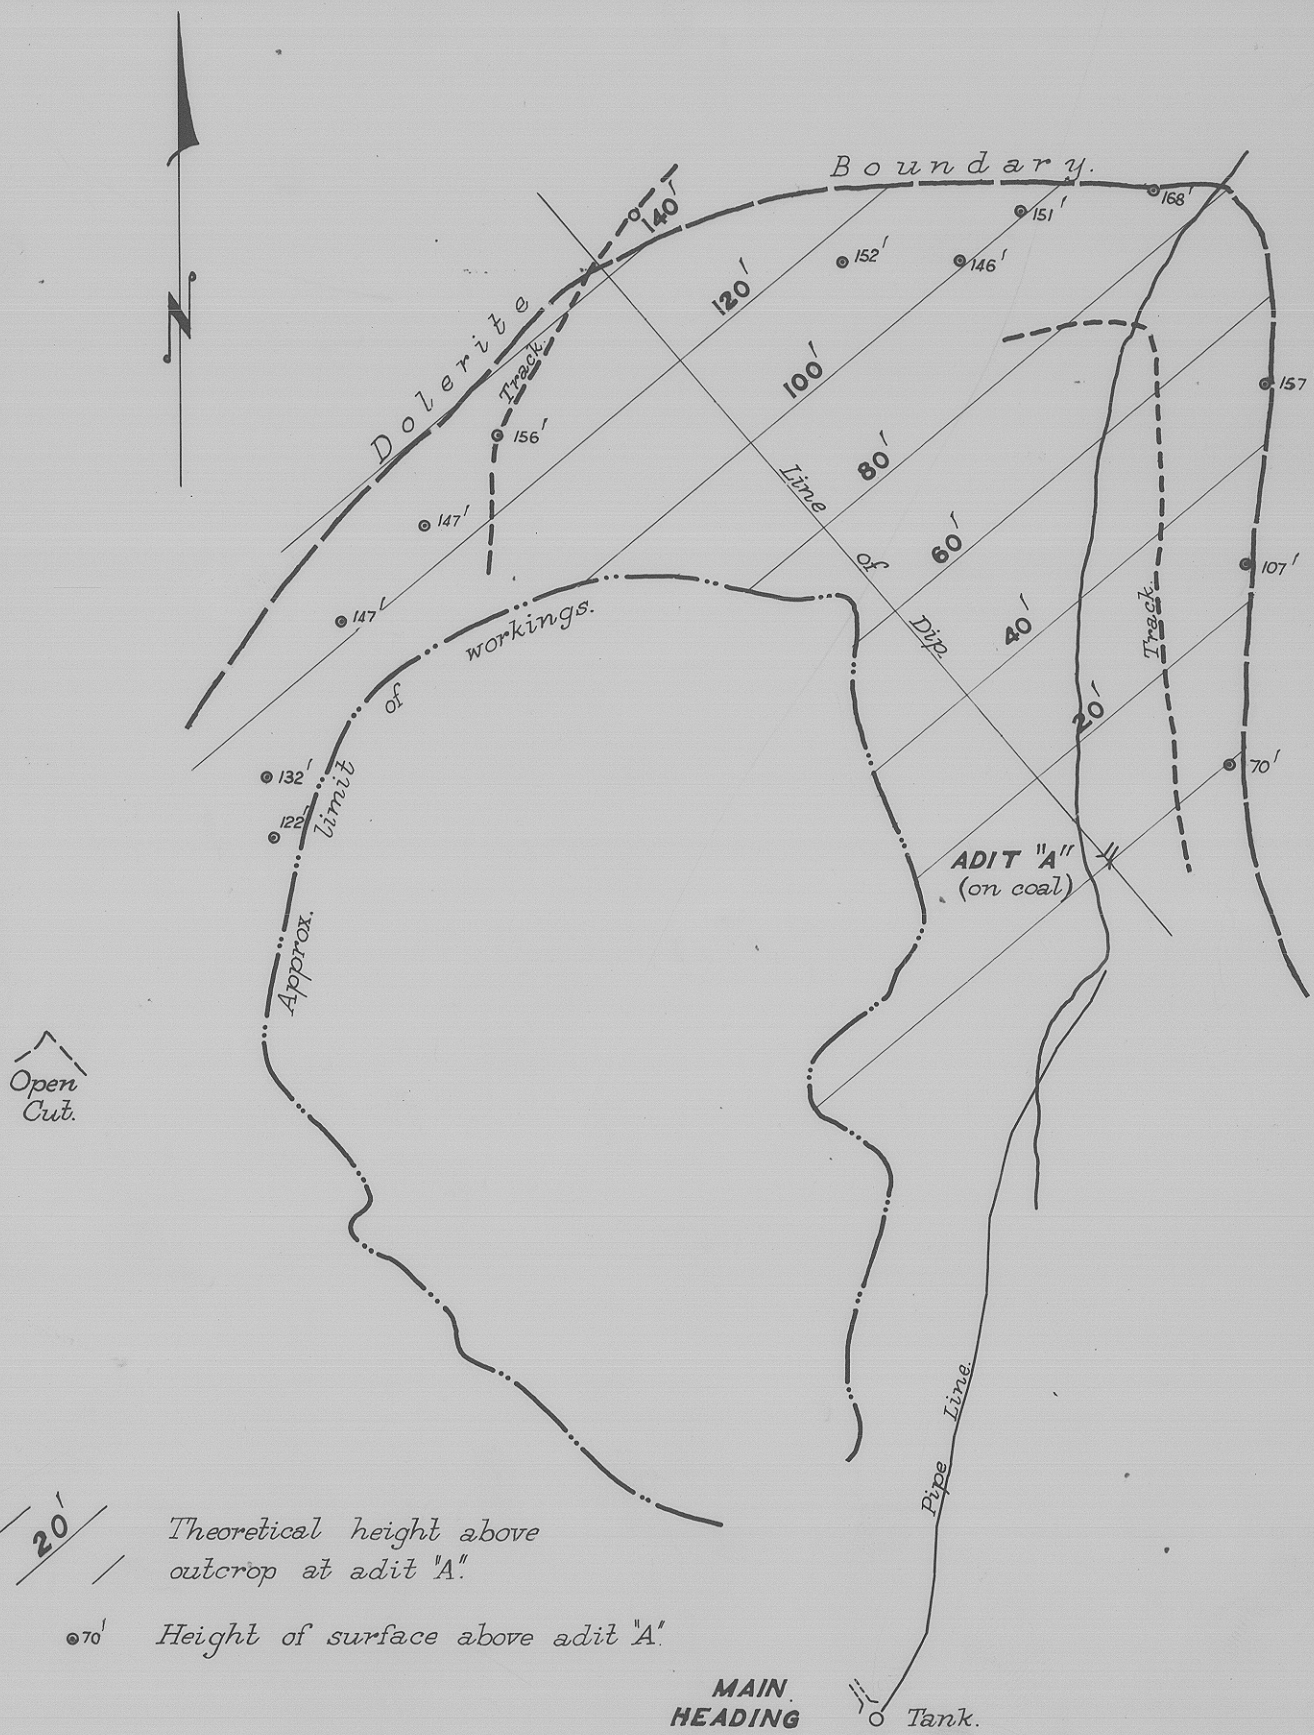 Boundary.
140'
168'
151'
152'
146'
120'
Dolerite
Track.
100'
157
156'
80'
Line
of
Dip.
147'
60'
107'
147'
workings.
40'
Track.
of
20'
70'
132'
limit
122'
ADIT "A"
(on coal)
Approx.
N
Open
Cut.
Pipe Line.
20'
Theoretical height above
outcrop at adit "A".
70'
Height of surface above adit "A".
MAIN
HEADING
Tank.